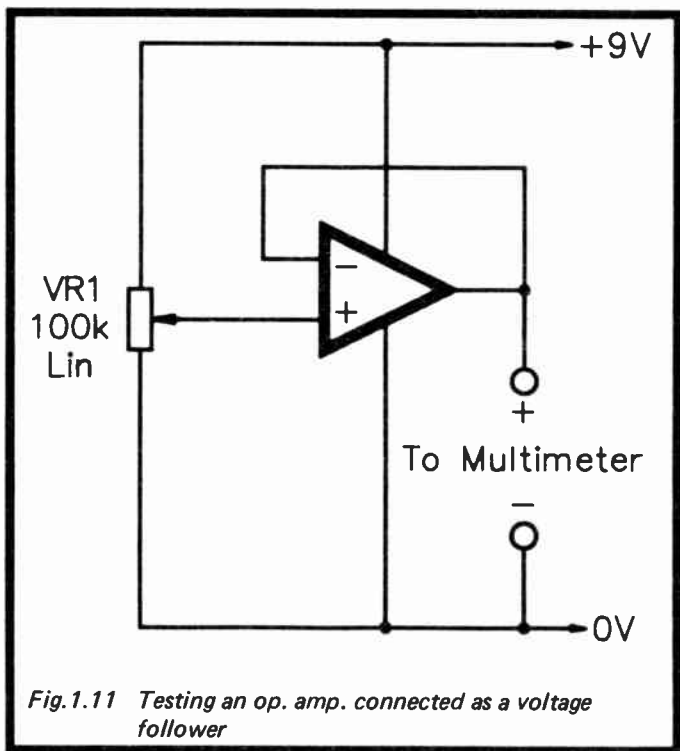 +9V
VR1
100k
Lin
−
+
+
To Multimeter
−
0V
Fig.1.11 Testing an op. amp. connected as a voltage
follower